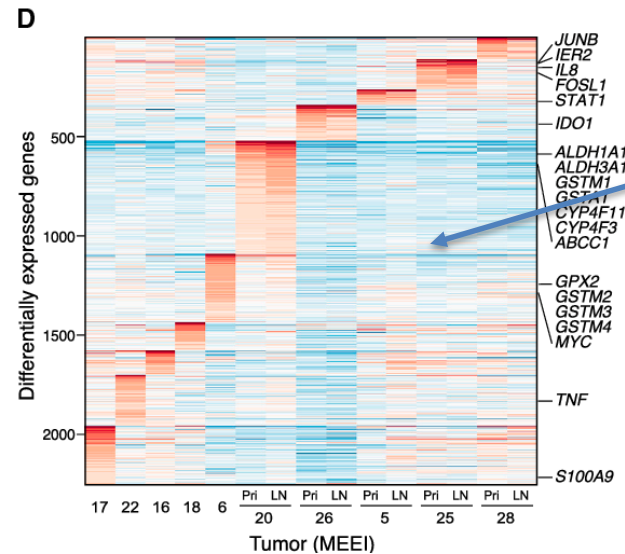 D
JUNB
IER2
IL8
FOSL1
STAT1
IDO1
ALDH1A1
ALDH3A1
GSTM1
GSTA1
CYP4F11
CYP4F3
ABCC1
GPX2
GSTM2
GSTM3
GSTM4
MYC
TNF
S100A9
Differentially expressed genes
500
1000
1500
2000
Pri LN Pri LN Pri LN Pri LN Pri LN
17 22 16 18 6 20 26 5 25 28
Tumor (MEEI)